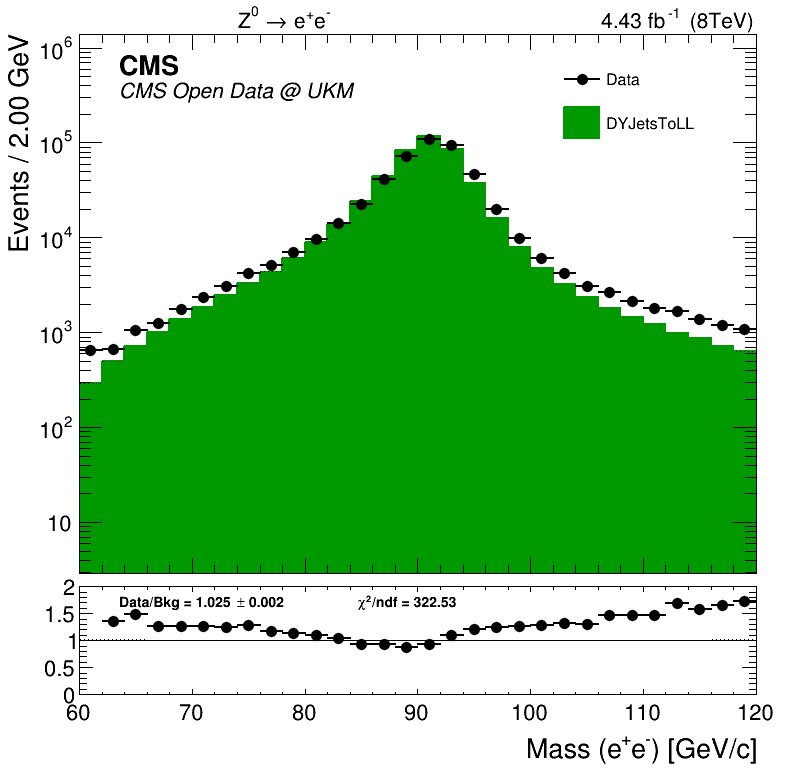 Z⁰ → e⁺e⁻
4.43 fb⁻¹ (8TeV)
Events / 2.00 GeV
10⁶
10⁵
10⁴
10³
10²
10
CMS
CMS Open Data @ UKM
Data
DYJetsToLL
2
1.5
1
0.5
0
Data/Bkg = 1.025 ± 0.002
χ²/ndf = 322.53
60 70 80 90 100 110 120
Mass (e⁺e⁻) [GeV/c]